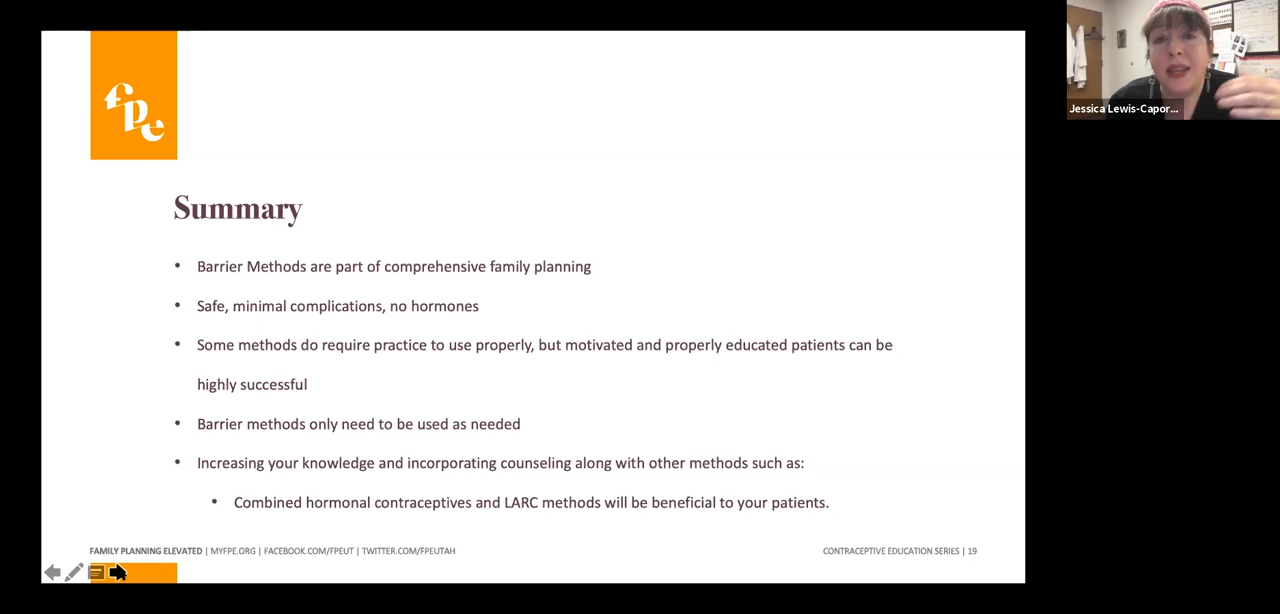 fpe
Jessica Lewis-Capor...
Summary
• Barrier Methods are part of comprehensive family planning
• Safe, minimal complications, no hormones
• Some methods do require practice to use properly, but motivated and properly educated patients can be
highly successful
• Barrier methods only need to be used as needed
• Increasing your knowledge and incorporating counseling along with other methods such as:
• Combined hormonal contraceptives and LARC methods will be beneficial to your patients.
FAMILY PLANNING ELEVATED | MYFPE.ORG | FACEBOOK.COM/FPEUT | TWITTER.COM/FPEUTAH
CONTRACEPTIVE EDUCATION SERIES | 19